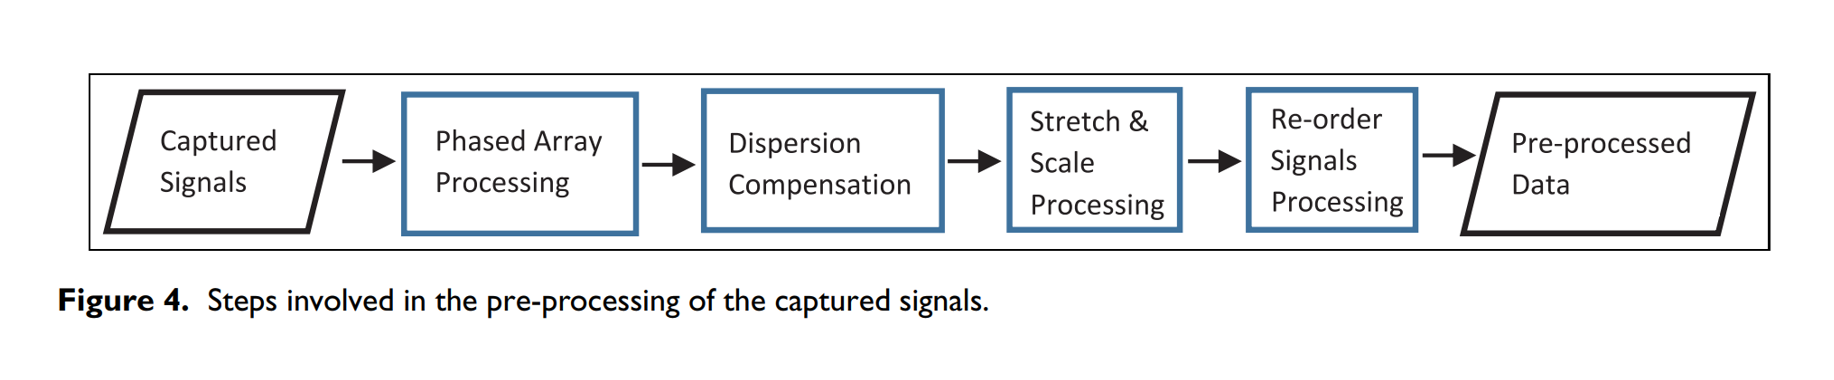 Captured
Signals
Phased Array
Processing
Dispersion
Compensation
Stretch &
Scale
Processing
Re-order
Signals
Processing
Pre-processed
Data
Figure 4. Steps involved in the pre-processing of the captured signals.